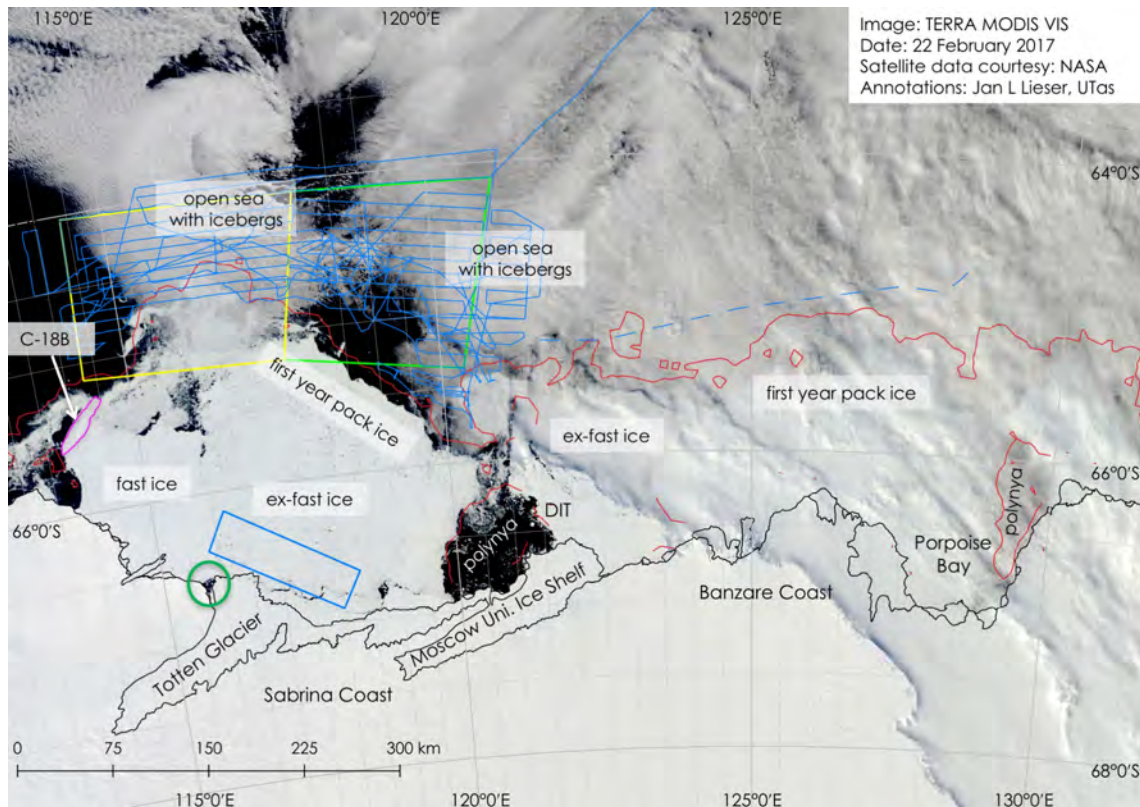 115°0'E
120°0'E
125°0'E
Image: TERRA MODIS VIS
Date: 22 February 2017
Satellite data courtesy: NASA
Annotations: Jan L Lieser, UTas
64°0'S
open sea
with icebergs
open sea
with icebergs
C-18B
first year pack ice
first year pack ice
ex-fast ice
66°0'S
fast ice
ex-fast ice
66°0'S
DIT
polynya
polynya
Porpoise
Bay
Banzare Coast
Moscow Uni. Ice Shelf
Totten Glacier
Sabrina Coast
0 75 150 225 300 km
68°0'S
115°0'E
120°0'E
125°0'E
130°0'E